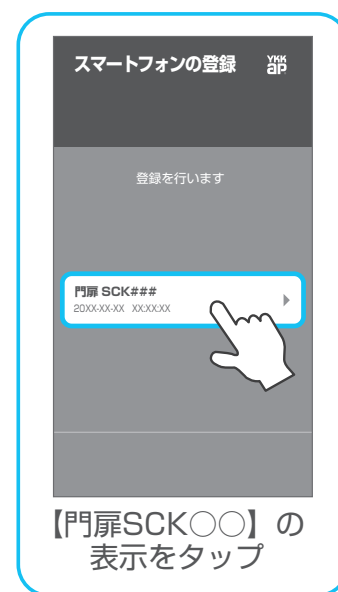 スマートフォンの登録
YKK
ap
登録を行います
門扉 SCK###
20XX-XX-XX XX:XX:XX
【門扉SCK○○】の
表示をタップ